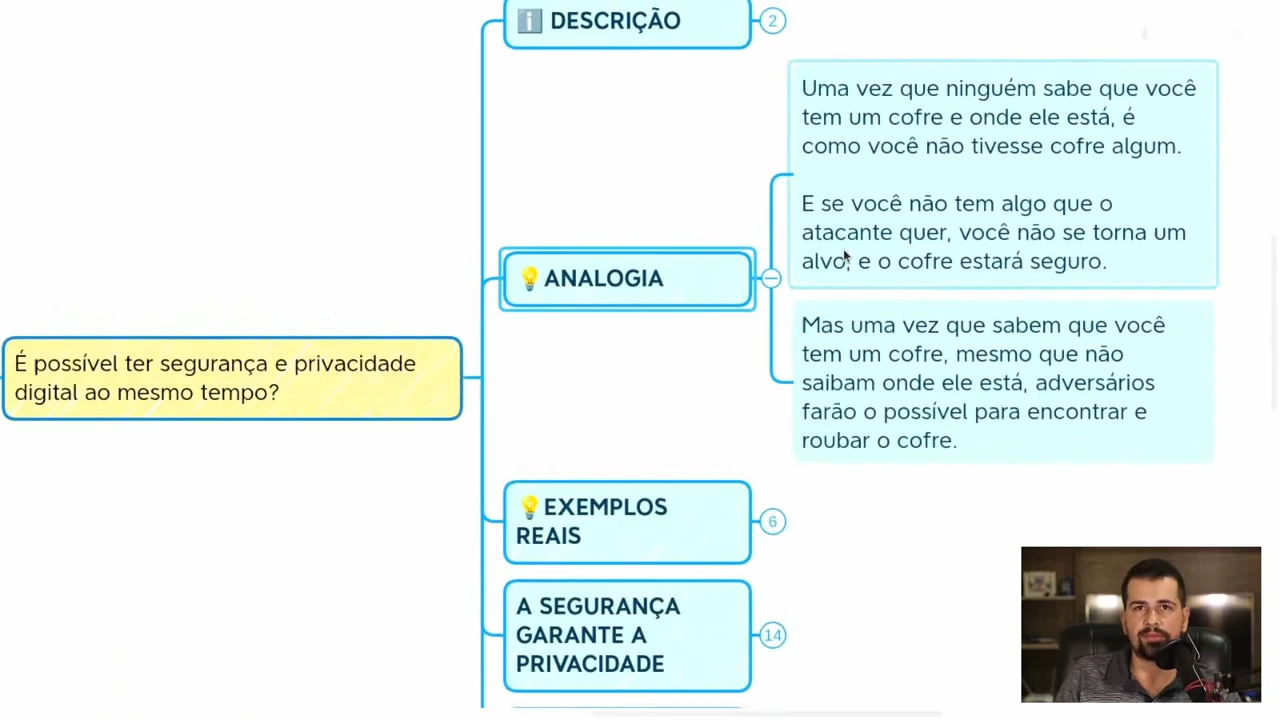 DESCRIÇÃO
2
Uma vez que ninguém sabe que você
tem um cofre e onde ele está, é
como você não tivesse cofre algum.
E se você não tem algo que o
atacante quer, você não se torna um
alvo, e o cofre estará seguro.
ANALOGIA
Mas uma vez que sabem que você
tem um cofre, mesmo que não
saibam onde ele está, adversários
farão o possível para encontrar e
roubar o cofre.
É possível ter segurança e privacidade
digital ao mesmo tempo?
EXEMPLOS
REAIS
6
A SEGURANÇA
GARANTE A
PRIVACIDADE
14